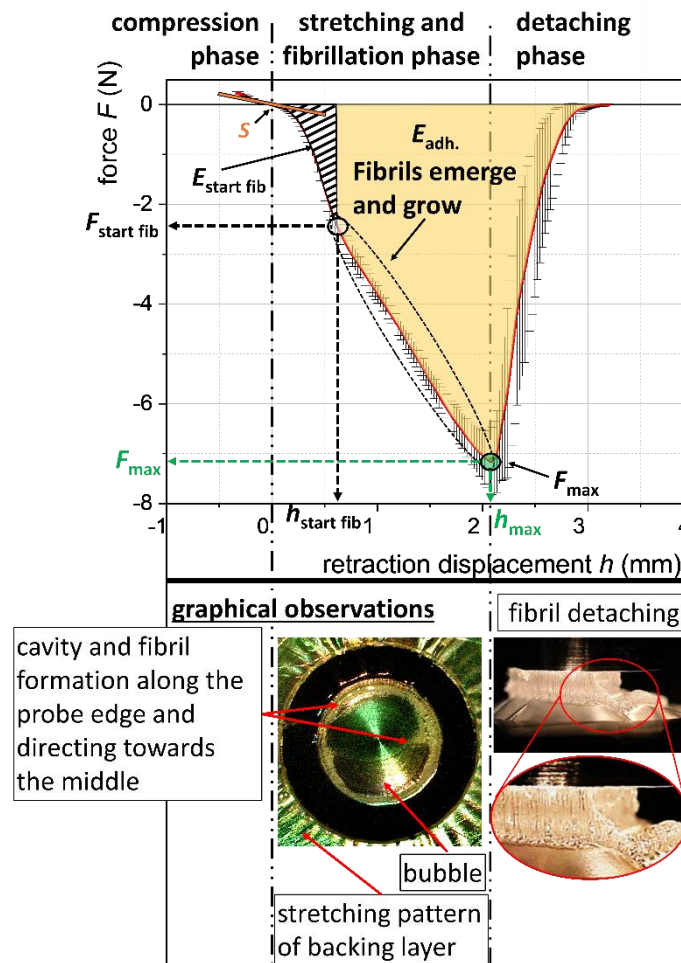 compression
phase
stretching and
fibrillation phase
detaching
phase
force F (N)
0
-2
-4
-6
-8
S
E start fib
F start fib
E adh.
Fibrils emerge
and grow
F max
F max
h start fib
h max
-1
0
1
2
3
4
retraction displacement h (mm)
graphical observations
fibril detaching
cavity and fibril
formation along the
probe edge and
directing towards
the middle
bubble
stretching pattern
of backing layer